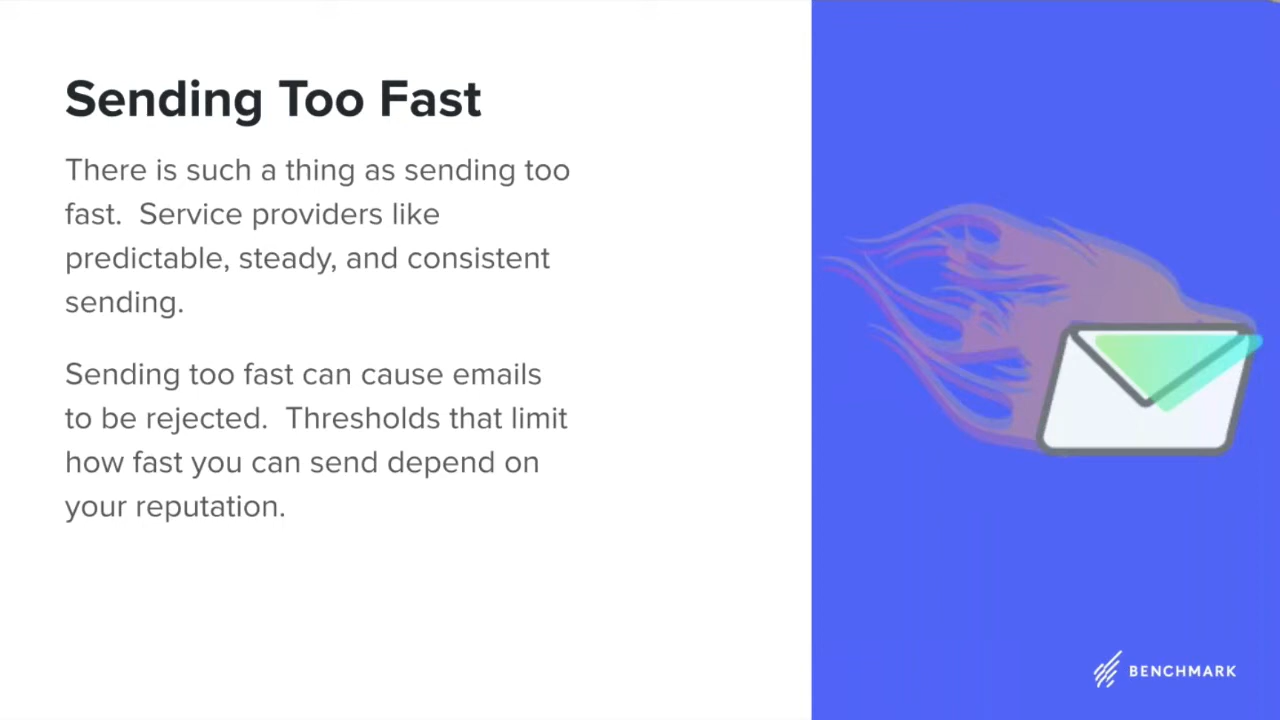 Sending Too Fast
There is such a thing as sending too
fast.  Service providers like
predictable, steady, and consistent
sending.
Sending too fast can cause emails
to be rejected.  Thresholds that limit
how fast you can send depend on
your reputation.
BENCHMARK